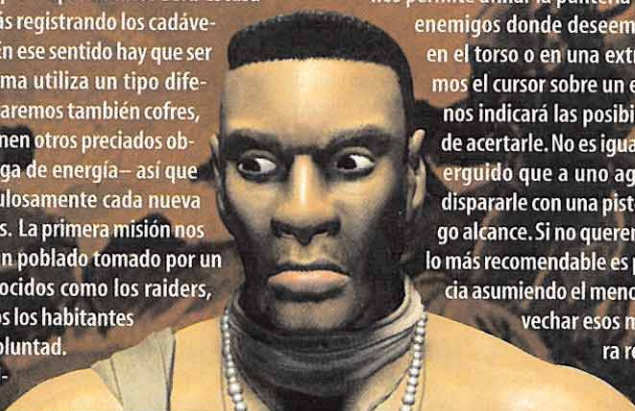 ás registrando los cadáve-
En ese sentido hay que ser
ma utiliza un tipo dife-
aremos también cofres,
nen otros preciados ob-
ga de energía– así que
ulosamente cada nueva
s. La primera misión nos
n poblado tomado por un
ocidos como los raiders,
os los habitantes
oluntad.
enemigos donde deseem
en el torso o en una extr
mos el cursor sobre un e
nos indicará las posibi
de acertarle. No es igua
erguido que a uno ag
dispararle con una pist
go alcance. Si no queren
lo más recomendable es p
cia asumiendo el meno
vechar esos m
ra re